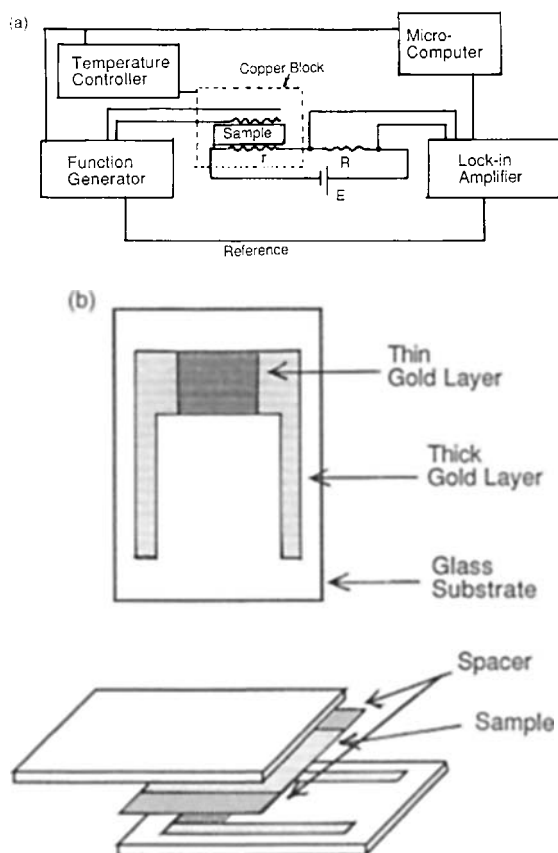 (a)
Copper Block
Micro-
Computer
Temperature
Controller
Sample
r
R
E
Function
Generator
Lock-in
Amplifier
Reference
(b)
Thin
Gold Layer
Thick
Gold Layer
Glass
Substrate
Spacer
Sample